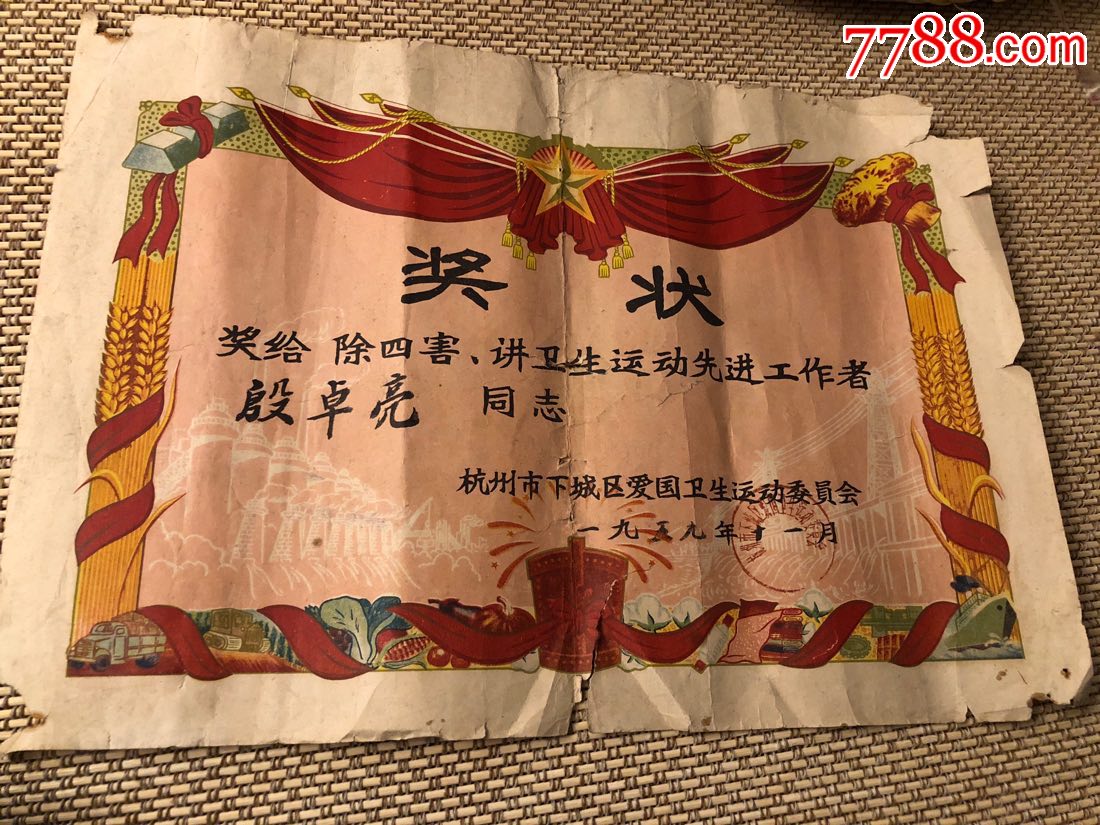 7788.com
奖 状
奖给 除四害、讲卫生运动先进工作者
殷卓亮 同志
杭州市下城区爱国卫生运动委員会
一九五九年十一月